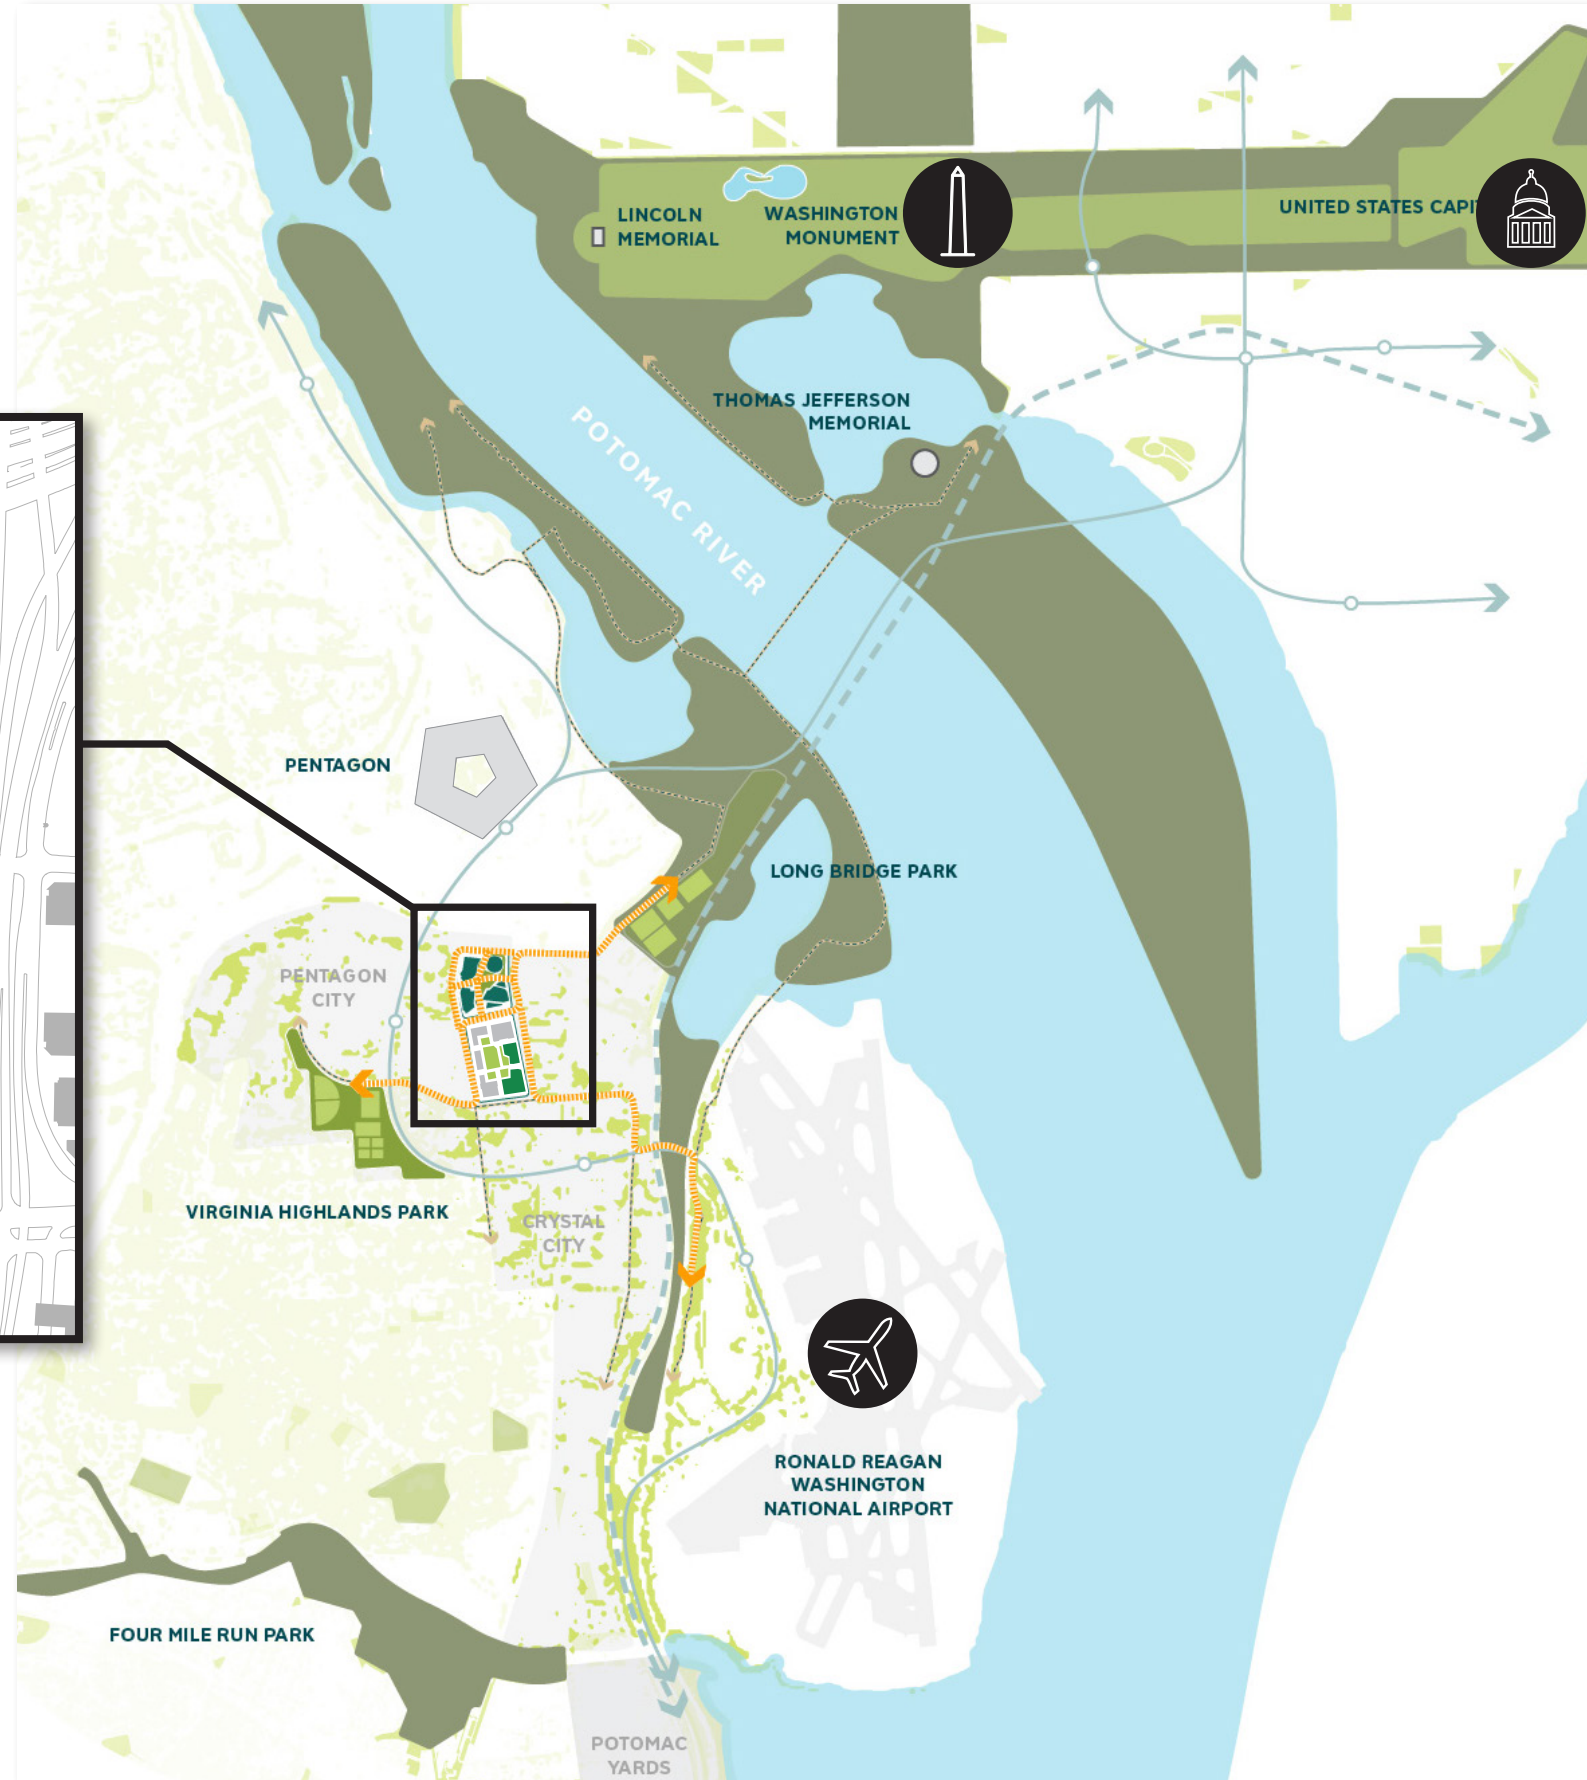 LINCOLN
MEMORIAL
WASHINGTON
MONUMENT
UNITED STATES CAPI
THOMAS JEFFERSON
MEMORIAL
POTOMAC RIVER
PENTAGON
LONG BRIDGE PARK
PENTAGON
CITY
VIRGINIA HIGHLANDS PARK
CRYSTAL
CITY
RONALD REAGAN
WASHINGTON
NATIONAL AIRPORT
FOUR MILE RUN PARK
POTOMAC
YARDS